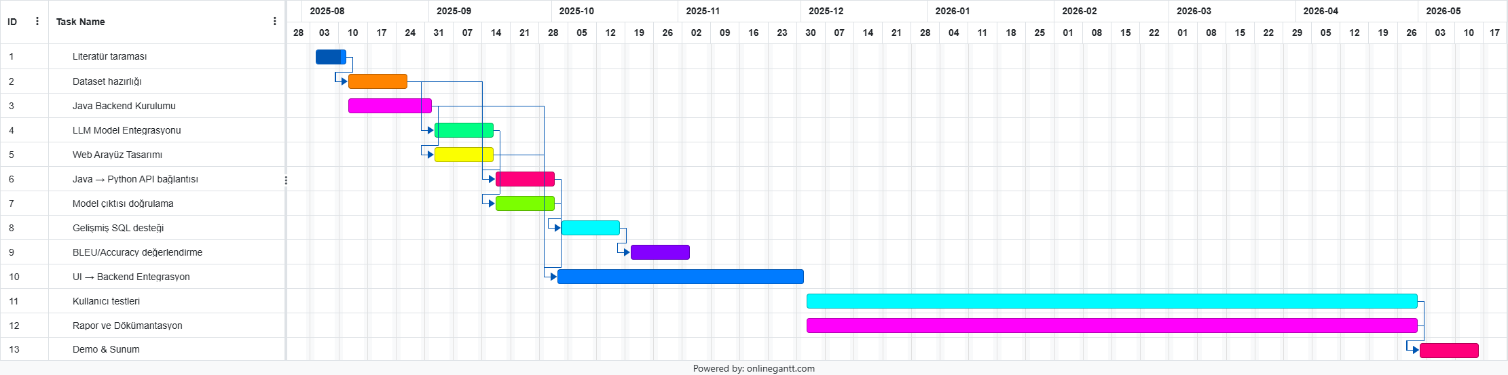 ID Task Name 2025-08 2025-09 2025-10 2025-11 2025-12 2026-01 2026-02 2026-03 2026-04 2026-05
28 03 10 17 24 31 07 14 21 28 05 12 19 26 02 09 16 23 30 07 14 21 28 04 11 18 25 01 08 15 22 01 08 15 22 29 05 12 19 26 03 10 17
1 Literatür taraması
2 Dataset hazırlığı
3 Java Backend Kurulumu
4 LLM Model Entegrasyonu
5 Web Arayüz Tasarımı
6 Java → Python API bağlantısı
7 Model çıktısı doğrulama
8 Gelişmiş SQL desteği
9 BLEU/Accuracy değerlendirme
10 UI → Backend Entegrasyon
11 Kullanici testleri
12 Rapor ve Dökümantasyon
13 Demo & Sunum
Powered by: onlinegantt.com